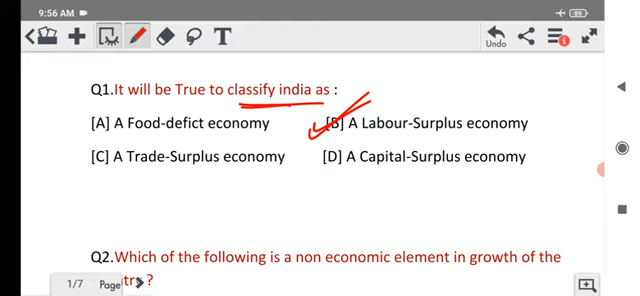 9:56 AM
89
Undo
Q1.It will be True to classify india as :
[A] A Food-defict economy
[B] A Labour-Surplus economy
[C] A Trade-Surplus economy
[D] A Capital-Surplus economy
Q2.Which of the following is a non economic element in growth of the
1/7 Page
try ?